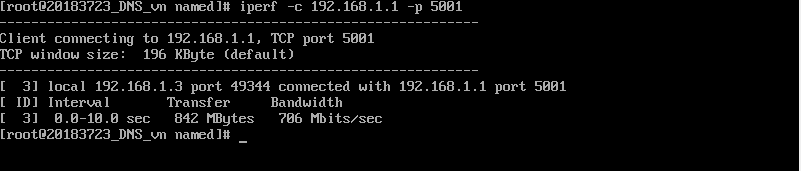 [root@20183723_DNS_vn named]# iperf -c 192.168.1.1 -p 5001
------------------------------------------------------------
Client connecting to 192.168.1.1, TCP port 5001
TCP window size:  196 KByte (default)
------------------------------------------------------------
[  3] local 192.168.1.3 port 49344 connected with 192.168.1.1 port 5001
[ ID] Interval       Transfer     Bandwidth
[  3]  0.0-10.0 sec   842 MBytes   706 Mbits/sec
[root@20183723_DNS_vn named]# _